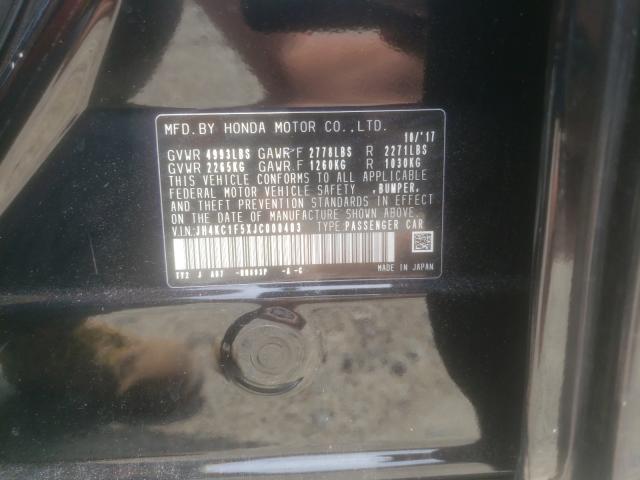 MFD.BY HONDA MOTOR CO.,LTD.
10/'17
GVWR 4993LBS GAWR F 2778LBS R 2271LBS
GVWR 2265KG GAWR F 1260KG R 1030KG
THIS VEHICLE CONFORMS TO ALL APPLICABLE
FEDERAL MOTOR VEHICLE SAFETY ,BUMPER,
AND THEFT PREVENTION STANDARDS IN EFFECT
ON THE DATE OF MANUFACTURE SHOWN ABOVE.
V.I.N: JH4KC1F5XJC000403 TYPE: PASSENGER CAR
MADE IN JAPAN
TY2 A A07 -A-C